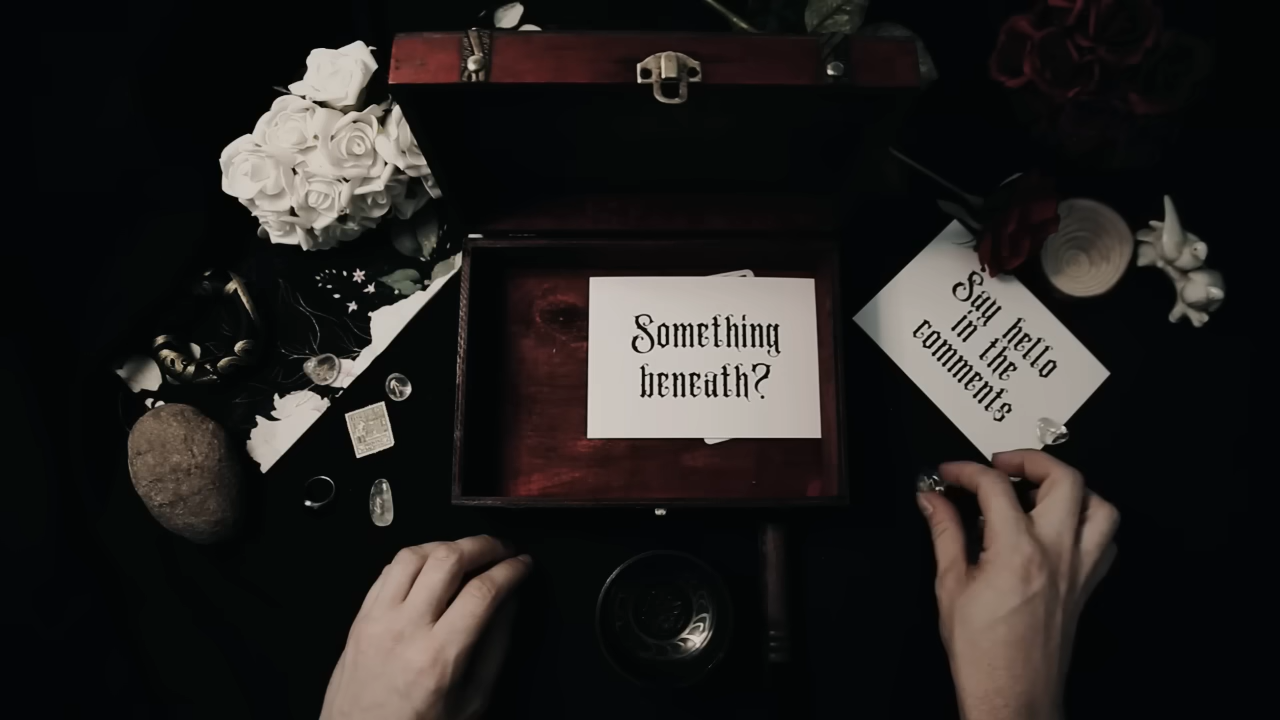 Something
beneath?
Say hello
in the
comments